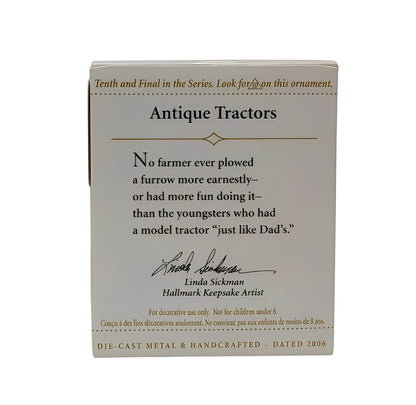 Tenth and Final in the Series. Look for on this ornament.
Antique Tractors
No farmer ever plowed
a furrow more earnestly–
or had more fun doing it–
than the youngsters who had
a model tractor “just like Dad’s.”
Linda Sickman
Linda Sickman
Hallmark Keepsake Artist
For decorative use only. Not for children under 8.
Conçu à des fins décoratives seulement. Ne convient pas aux enfants de moins de 8 ans.
DIE-CAST METAL & HANDCRAFTED – DATED 2006